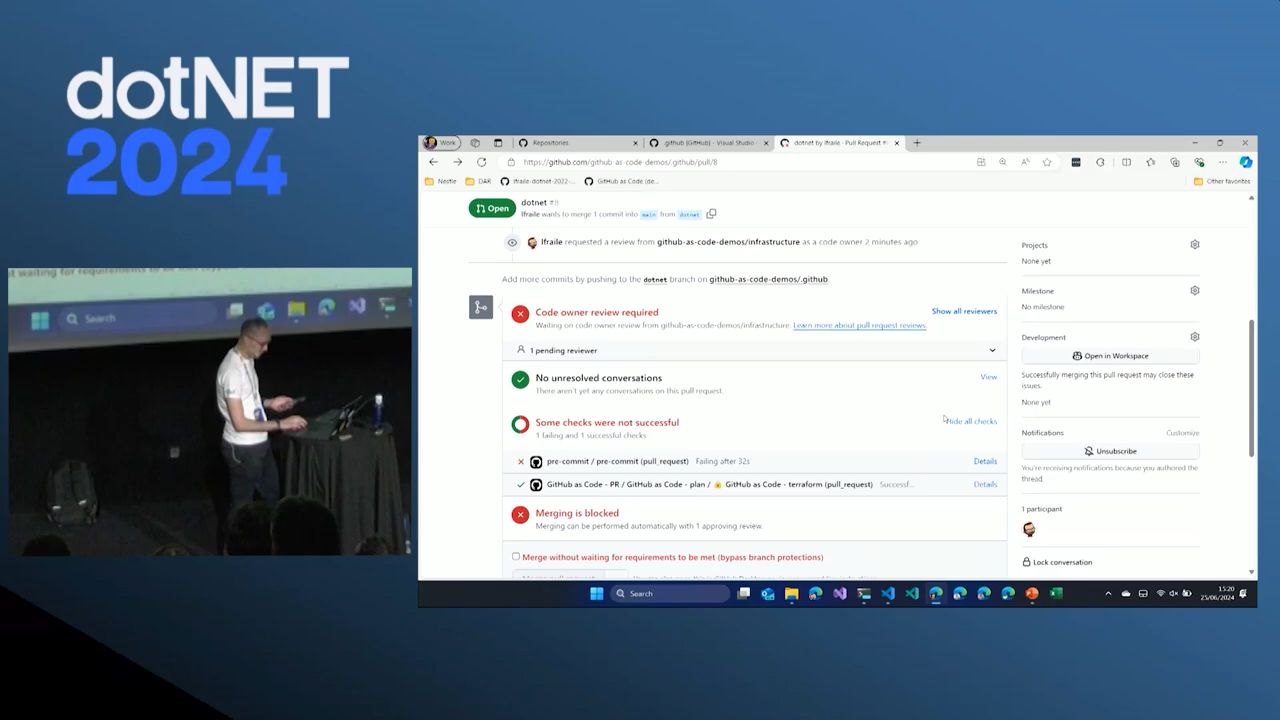 dotNET
2024
Search
Work
Repositories
github [GitHub] - Visual Studio
dotnet by lfraile · Pull Request #
https://github.com/github-as-code-demos/.github/pull/8
Nestle
DAR
lfraile-dotnet-2022-...
GitHub as Code (de...
Other favorites
Open
dotnet #8
lfraile wants to merge 1 commit into main from dotnet
lfraile requested a review from github-as-code-demos/infrastructure as a code owner 2 minutes ago
Add more commits by pushing to the dotnet branch on github-as-code-demos/.github.
Code owner review required
Show all reviewers
Waiting on code owner review from github-as-code-demos/infrastructure. Learn more about pull request reviews.
1 pending reviewer
No unresolved conversations
View
There aren't yet any conversations on this pull request.
Some checks were not successful
Hide all checks
1 failing and 1 successful checks
pre-commit / pre-commit (pull_request) Failing after 32s
Details
GitHub as Code - PR / GitHub as Code - plan / GitHub as Code - terraform (pull_request) Successf...
Details
Merging is blocked
Merging can be performed automatically with 1 approving review.
Merge without waiting for requirements to be met (bypass branch protections)
Projects
None yet
Milestone
No milestone
Development
Open in Workspace
Successfully merging this pull request may close these
issues.
None yet
Notifications
Customize
Unsubscribe
You're receiving notifications because you authored the
thread.
1 participant
Lock conversation
Search
15:20
25/06/2024